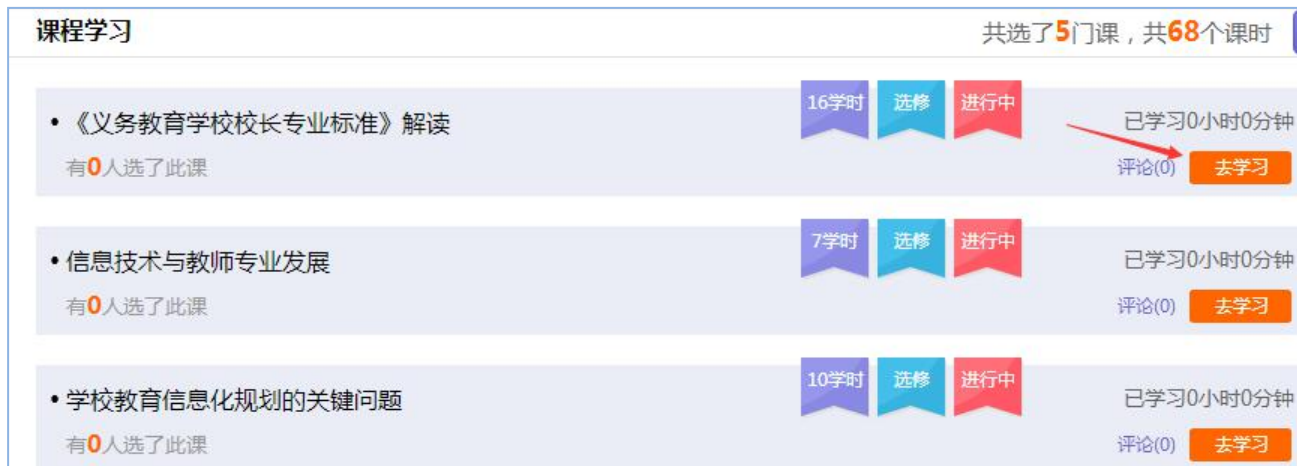 课程学习
共选了5门课，共68个课时
16学时 选修 进行中
• 《义务教育学校校长专业标准》解读
已学习0小时0分钟
有0人选了此课
评论(0) 去学习
7学时 选修 进行中
• 信息技术与教师专业发展
已学习0小时0分钟
有0人选了此课
评论(0) 去学习
10学时 选修 进行中
• 学校教育信息化规划的关键问题
已学习0小时0分钟
有0人选了此课
评论(0) 去学习